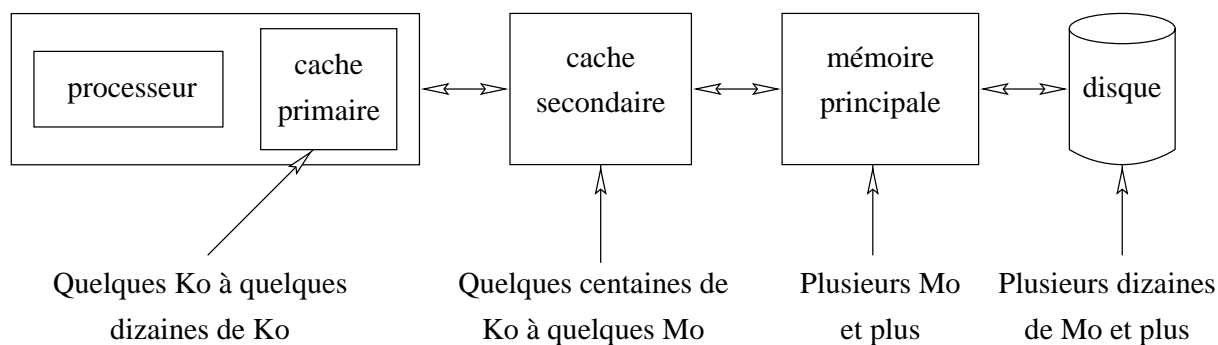 processeur
cache
primaire
cache
secondaire
mémoire
principale
disque
Quelques Ko à quelques
dizaines de Ko
Quelques centaines de
Ko à quelques Mo
Plusieurs Mo
et plus
Plusieurs dizaines
de Mo et plus